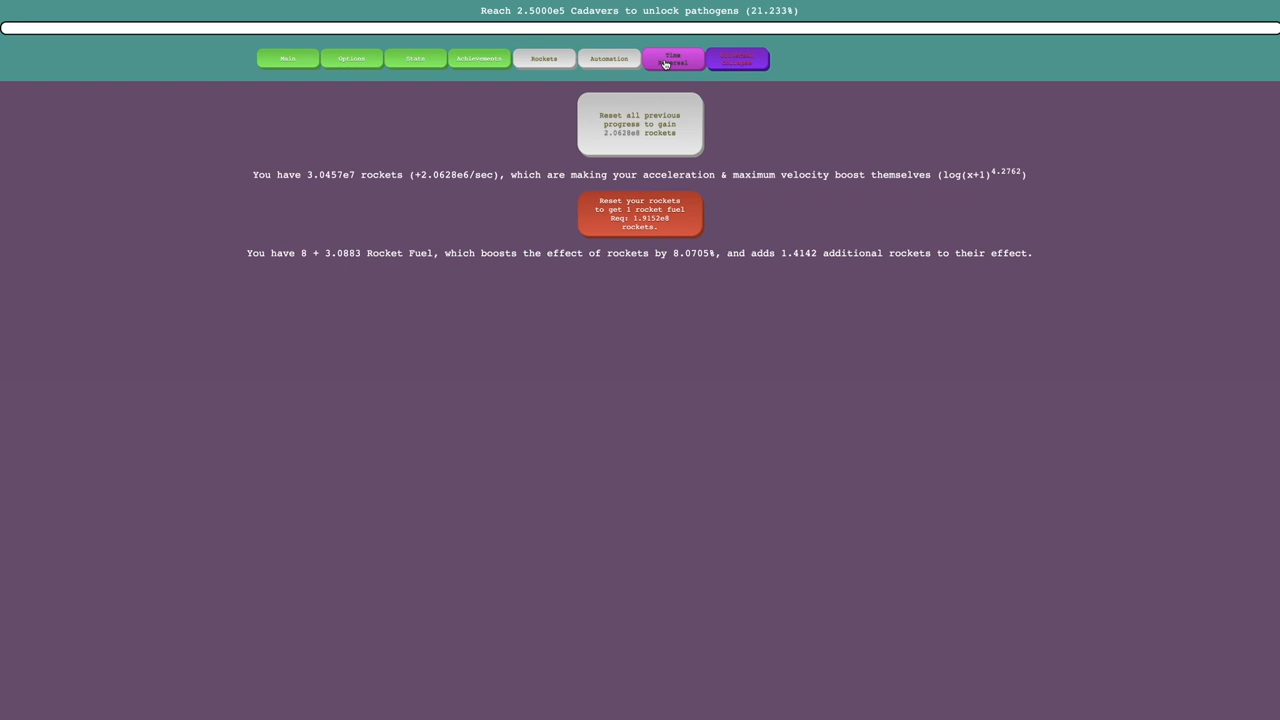 Reach 2.5000e5 Cadavers to unlock pathogens (21.233%)
Main
Options
Stats
Achievements
Rockets
Automation
Time
Reversal
Universal
Collapse
Reset all previous
progress to gain
2.0628e8 rockets
You have 3.0457e7 rockets (+2.0628e6/sec), which are making your acceleration & maximum velocity boost themselves (log(x+1)^4.2762)
Reset your rockets
to get 1 rocket fuel
Req: 1.9152e8
rockets.
You have 8 + 3.0883 Rocket Fuel, which boosts the effect of rockets by 8.0705%, and adds 1.4142 additional rockets to their effect.